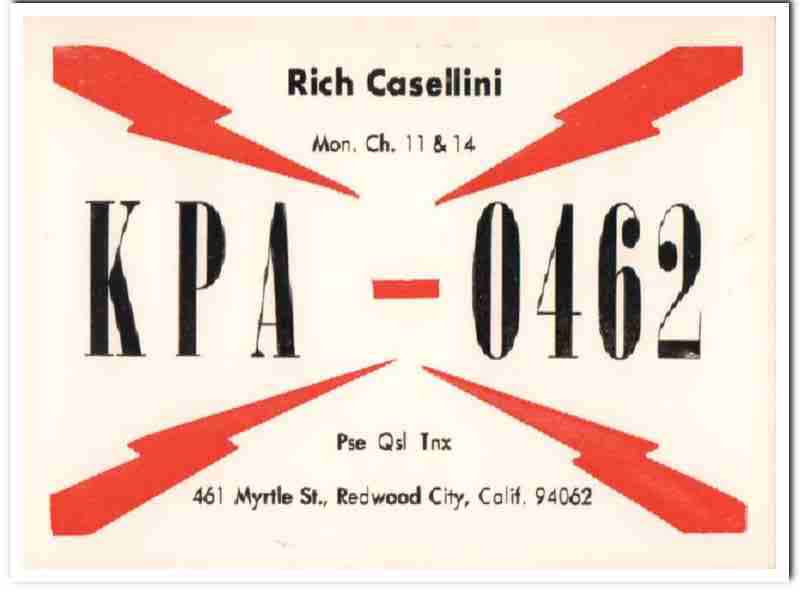 Rich Casellini
Mon. Ch. 11 & 14
KPA - 0462
Pse Qsl Tnx
461 Myrtle St., Redwood City, Calif. 94062